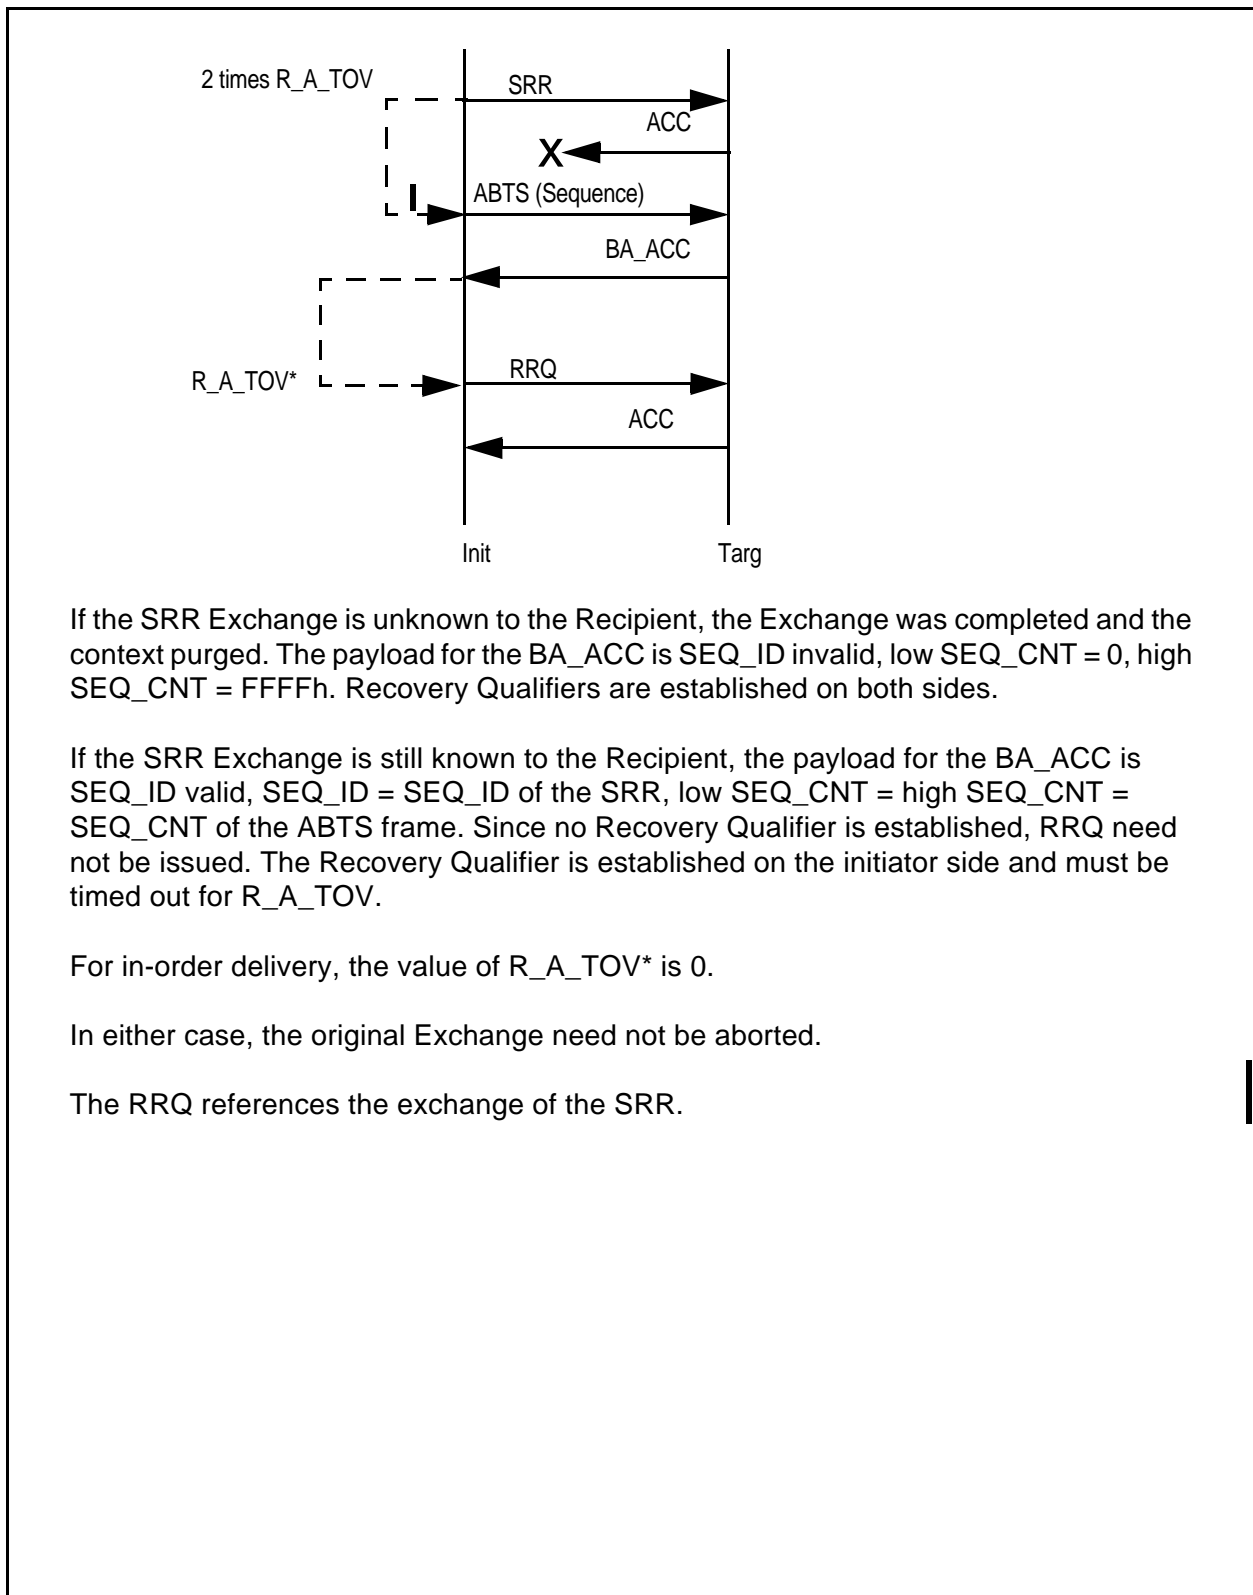 2 times R_A_TOV
SRR
ACC
X
ABTS (Sequence)
BA_ACC
R_A_TOV*
RRQ
ACC
Init
Targ
If the SRR Exchange is unknown to the Recipient, the Exchange was completed and the
context purged. The payload for the BA_ACC is SEQ_ID invalid, low SEQ_CNT = 0, high
SEQ_CNT = FFFFh. Recovery Qualifiers are established on both sides.
If the SRR Exchange is still known to the Recipient, the payload for the BA_ACC is
SEQ_ID valid, SEQ_ID = SEQ_ID of the SRR, low SEQ_CNT = high SEQ_CNT =
SEQ_CNT of the ABTS frame. Since no Recovery Qualifier is established, RRQ need
not be issued. The Recovery Qualifier is established on the initiator side and must be
timed out for R_A_TOV.
For in-order delivery, the value of R_A_TOV* is 0.
In either case, the original Exchange need not be aborted.
The RRQ references the exchange of the SRR.